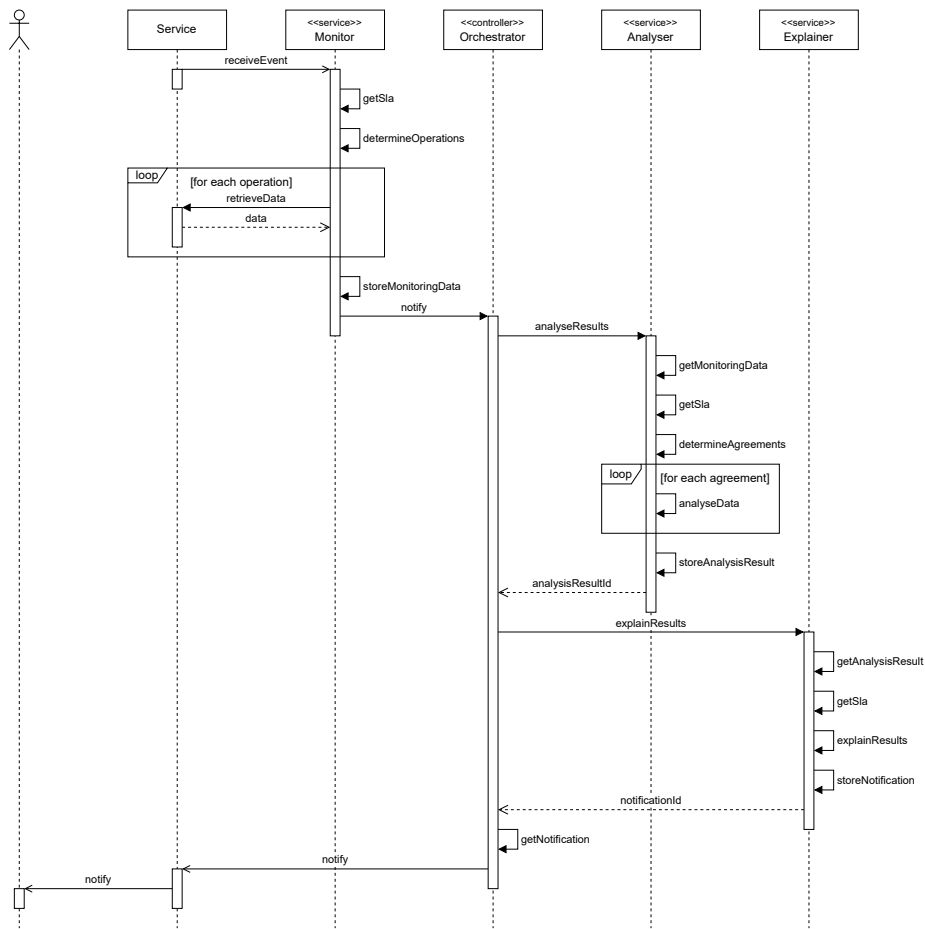 Service
<<service>>
Monitor
<<controller>>
Orchestrator
<<service>>
Analyser
<<service>>
Explainer
receiveEvent
getSla
determineOperations
loop
[for each operation]
retrieveData
data
storeMonitoringData
notify
analyseResults
getMonitoringData
getSla
determineAgreements
loop
[for each agreement]
analyseData
storeAnalysisResult
analysisResultId
explainResults
getAnalysisResult
getSla
explainResults
storeNotification
notificationId
getNotification
notify
notify